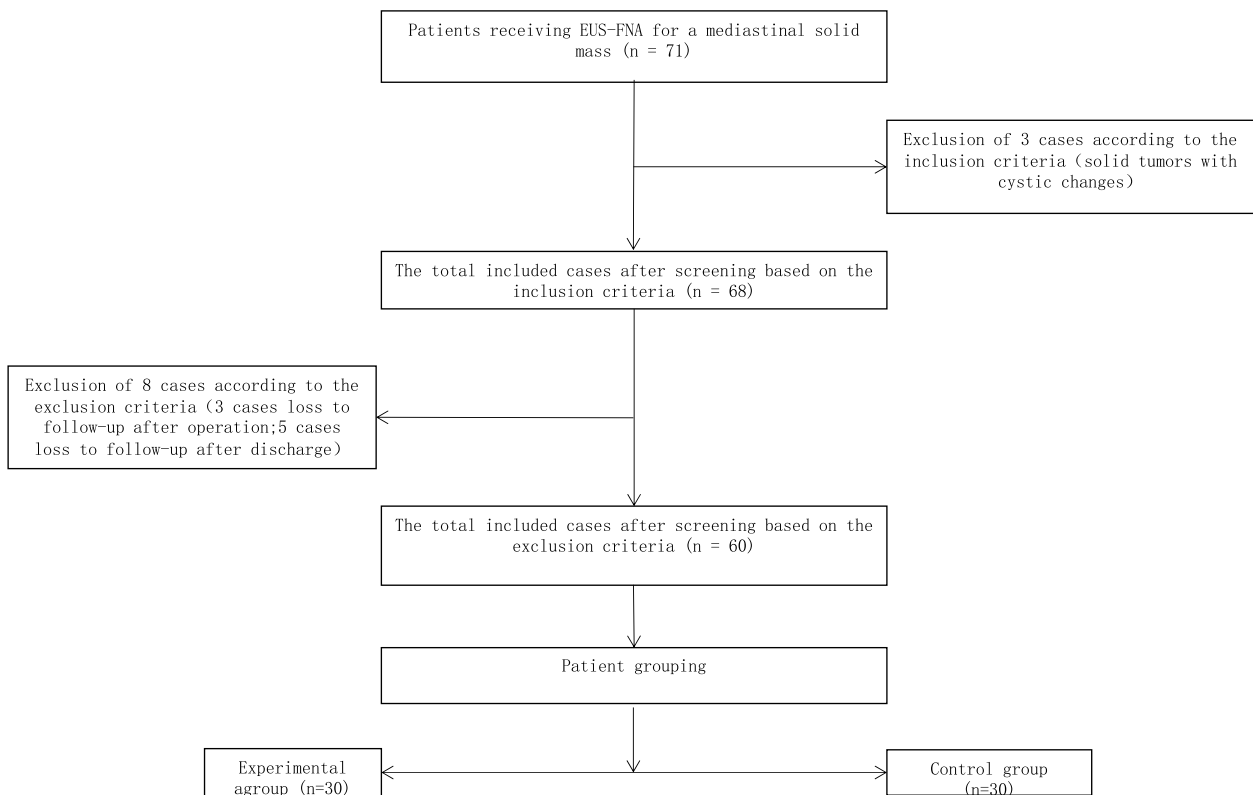 Patients receiving EUS-FNA for a mediastinal solid
mass (n = 71)
Exclusion of 3 cases according to the
inclusion criteria（solid tumors with
cystic changes）
The total included cases after screening based on the
inclusion criteria (n = 68)
Exclusion of 8 cases according to the
exclusion criteria（3 cases loss to
follow-up after operation;5 cases
loss to follow-up after discharge）
The total included cases after screening based on the
exclusion criteria (n = 60)
Patient grouping
Experimental
agroup (n=30)
Control group
(n=30)